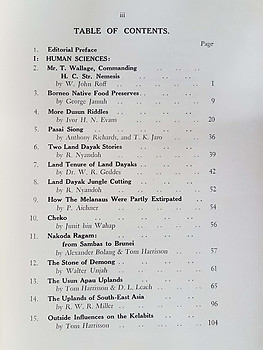 iii
TABLE OF CONTENTS.
Page
1. Editorial Preface
I: HUMAN SCIENCES:
2. Mr. T. Wallage, Commanding
H. C. Str. Nemesis
by W. John Roff 1
3. Borneo Native Food Preserves
by George Jamuh 9
4. More Dusun Riddles
by Ivor H. N. Evans 20
5. Pasai Siong
by Anthony Richards, and T. K. Jaro 36
6. Two Land Dayak Stories
by R. Nyandoh 39
7. Land Tenure of Land Dayaks
by Dr. W. R. Geddes 42
8. Land Dayak Jungle Cutting
by R. Nyandoh 52
9. How The Melanaus Were Partly Extirpated
by P. Aichner 54
10. Cheko
by Junit bin Wahap 56
11. Nakoda Ragam:
from Sambas to Brunei
by Alexander Bolang & Tom Harrisson 57
12. The Stone of Demong
by Walter Unjah 61
13. The Usun Apau Uplands
by Tom Harrisson & D. L. Leach 65
14. The Uplands of South-East Asia
by R. W. R. Miller 96
15. Outside Influences on the Kelabits
by Tom Harrisson 104